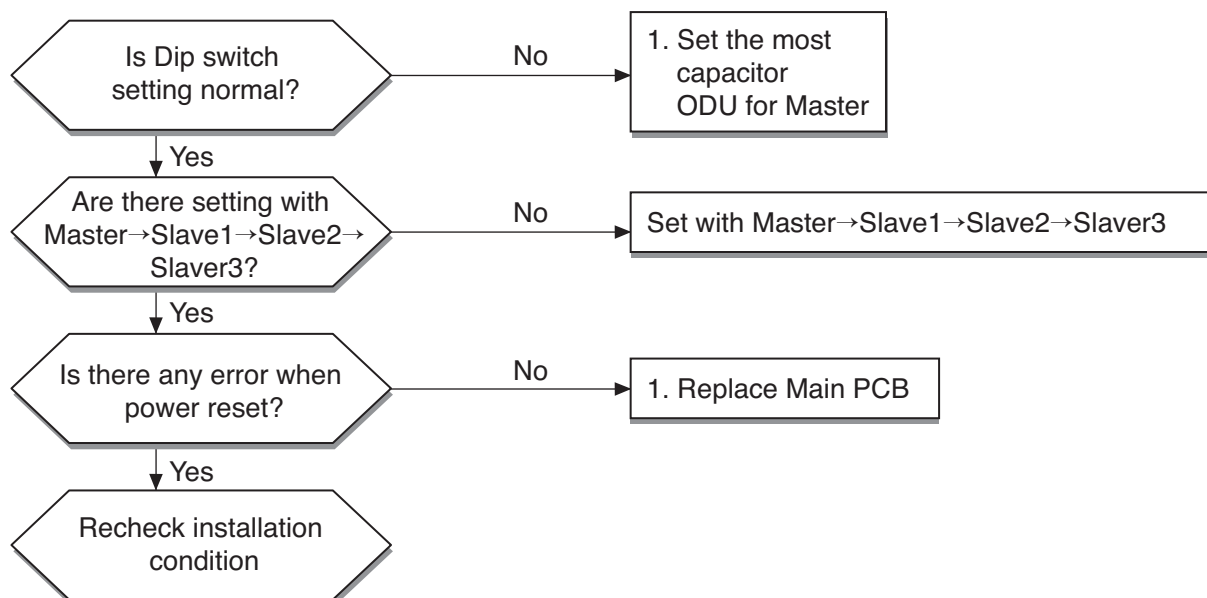 Is Dip switch
setting normal?
No
1. Set the most
capacitor
ODU for Master
Yes
Are there setting with
Master→Slave1→Slave2→
Slaver3?
No
Set with Master→Slave1→Slave2→Slaver3
Yes
Is there any error when
power reset?
No
1. Replace Main PCB
Yes
Recheck installation
condition